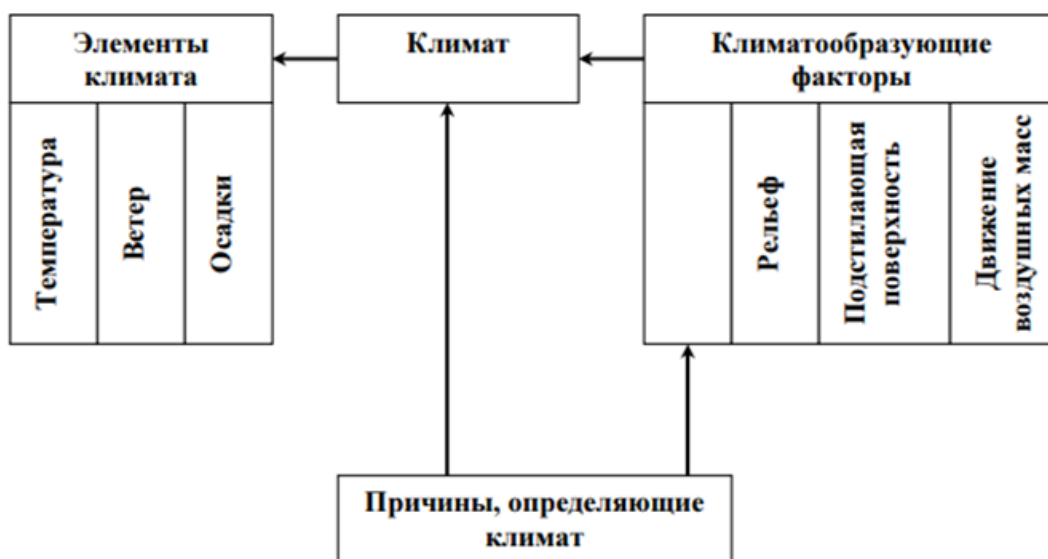 Элементы
климата
Климат
Климатообразующие
факторы
Температура
Ветер
Осадки
Рельеф
Подстилающая
поверхность
Движение
воздушных масс
Причины, определяющие
климат